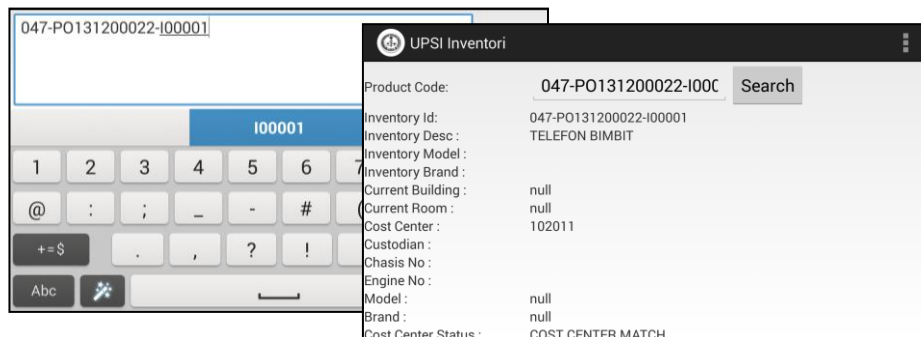 047-PO131200022-I00001
I00001
1 2 3 4 5 6
@ : ; _ - #
+=$ . , ? !
Abc
UPSI Inventori
Product Code: 047-PO131200022-I00C Search
Inventory Id: 047-PO131200022-I00001
Inventory Desc : TELEFON BIMBIT
Inventory Model :
Inventory Brand :
Current Building : null
Current Room : null
Cost Center : 102011
Custodian :
Chasis No :
Engine No :
Model : null
Brand : null
Cost Center Status : COST CENTER MATCH